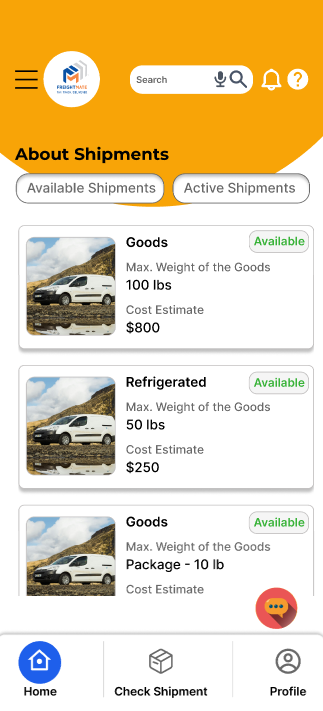 FREIGHTMATE
Search
?
About Shipments
Available Shipments
Active Shipments
Goods
Available
Max. Weight of the Goods
100 lbs
Cost Estimate
$800
Refrigerated
Available
Max. Weight of the Goods
50 lbs
Cost Estimate
$250
Goods
Available
Max. Weight of the Goods
Package - 10 lb
Cost Estimate
Home
Check Shipment
Profile